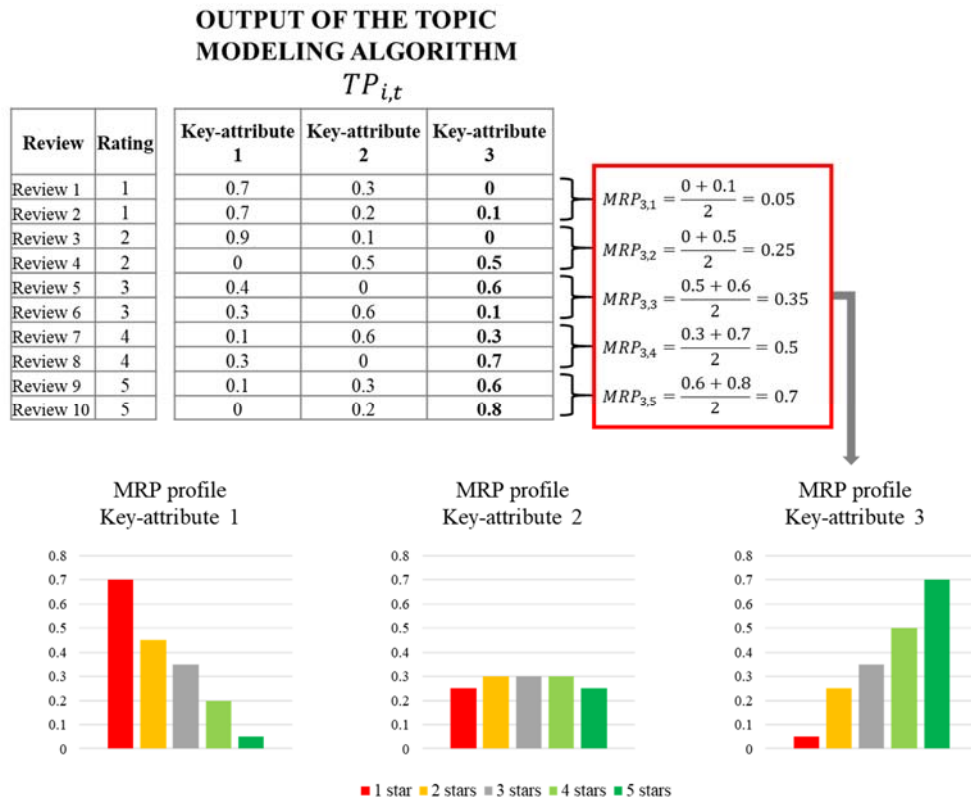 OUTPUT OF THE TOPIC
MODELING ALGORITHM
TP_{i,t}
Review Rating Key-attribute 1 Key-attribute 2 Key-attribute 3
Review 1 1 0.7 0.3 0
Review 2 1 0.7 0.2 0.1
Review 3 2 0.9 0.1 0
Review 4 2 0 0.5 0.5
Review 5 3 0.4 0 0.6
Review 6 3 0.3 0.6 0.1
Review 7 4 0.1 0.6 0.3
Review 8 4 0.3 0 0.7
Review 9 5 0.1 0.3 0.6
Review 10 5 0 0.2 0.8
MRP_{3,1} = (0 + 0.1)/2 = 0.05
MRP_{3,2} = (0 + 0.5)/2 = 0.25
MRP_{3,3} = (0.5 + 0.6)/2 = 0.35
MRP_{3,4} = (0.3 + 0.7)/2 = 0.5
MRP_{3,5} = (0.6 + 0.8)/2 = 0.7
MRP profile
Key-attribute 1
0.8
0.7
0.6
0.5
0.4
0.3
0.2
0.1
0
MRP profile
Key-attribute 2
0.8
0.7
0.6
0.5
0.4
0.3
0.2
0.1
0
MRP profile
Key-attribute 3
0.8
0.7
0.6
0.5
0.4
0.3
0.2
0.1
0
1 star 2 stars 3 stars 4 stars 5 stars